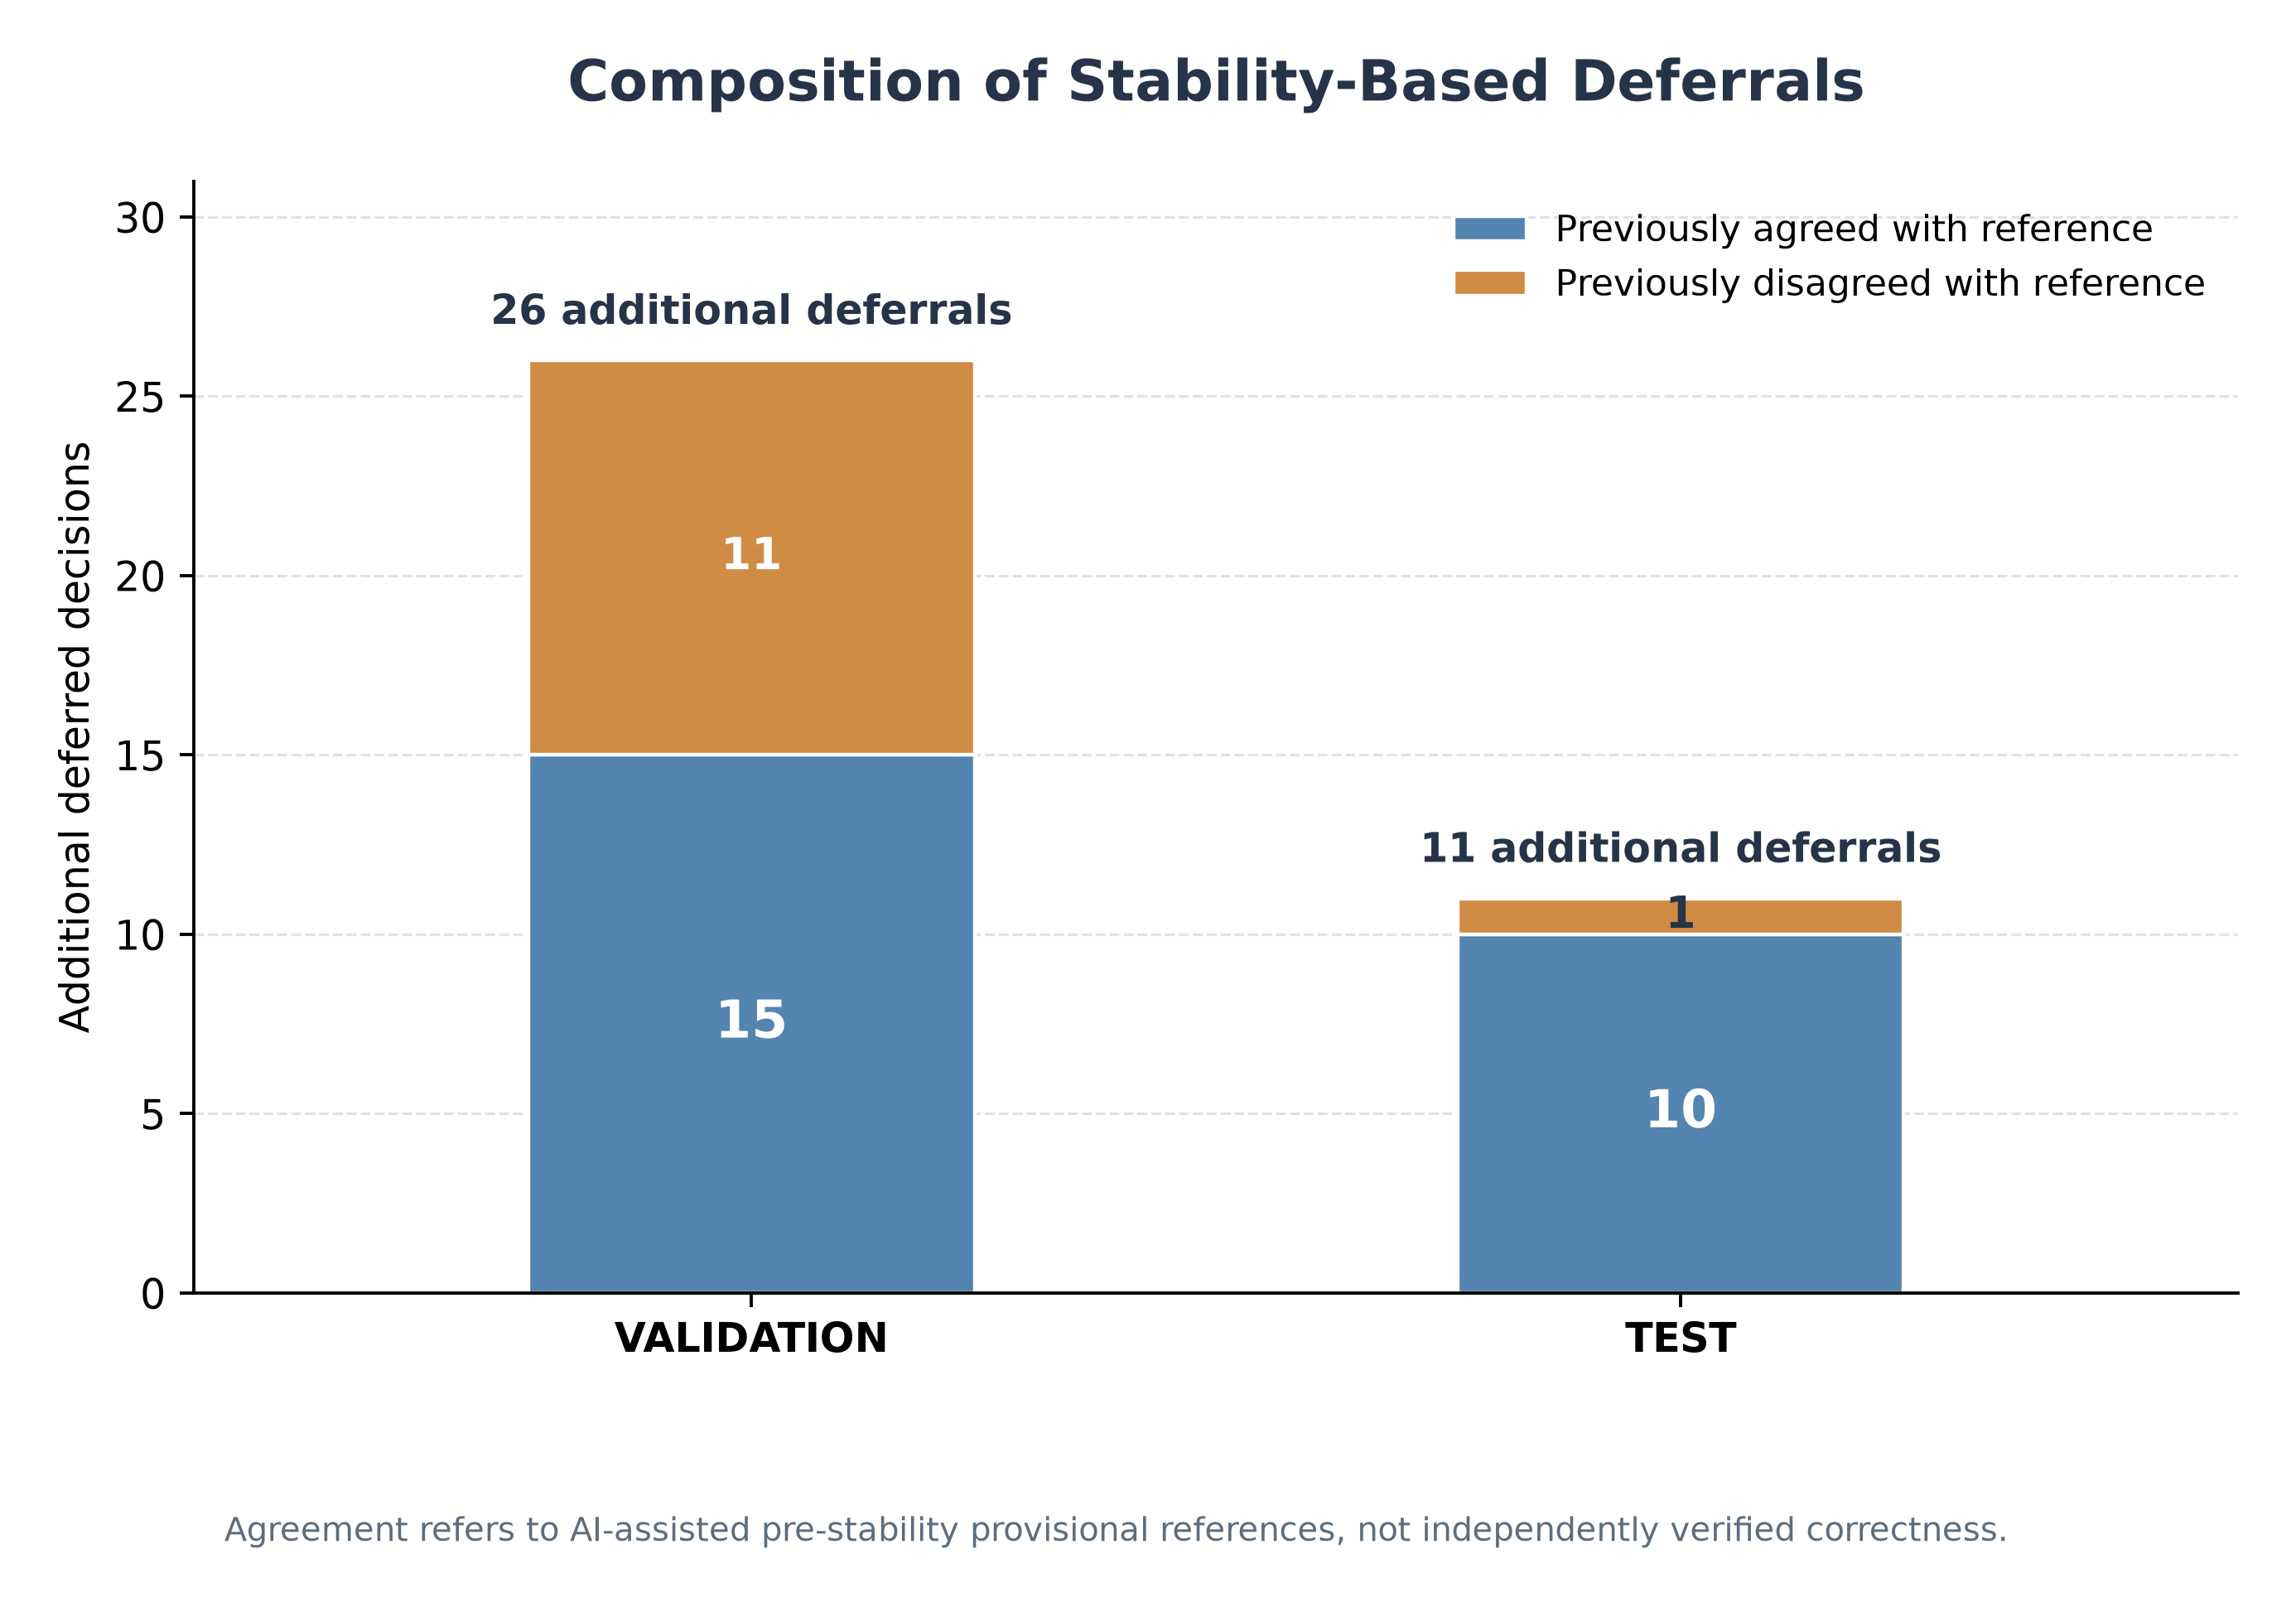 Composition of Stability-Based Deferrals
Previously agreed with reference
Previously disagreed with reference
Additional deferred decisions
30
25
20
15
10
5
0
26 additional deferrals
11
15
11 additional deferrals
1
10
VALIDATION
TEST
Agreement refers to AI-assisted pre-stability provisional references, not independently verified correctness.